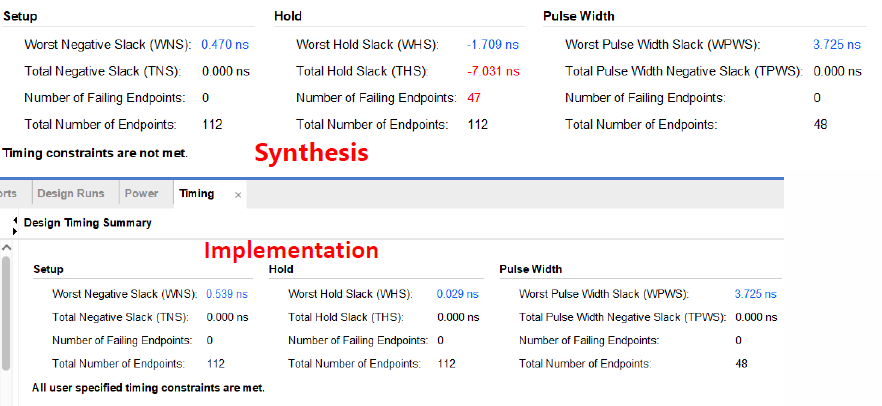 Setup Hold Pulse Width
Worst Negative Slack (WNS): 0.470 ns Worst Hold Slack (WHS): -1.709 ns Worst Pulse Width Slack (WPWS): 3.725 ns
Total Negative Slack (TNS): 0.000 ns Total Hold Slack (THS): -7.031 ns Total Pulse Width Negative Slack (TPWS): 0.000 ns
Number of Failing Endpoints: 0 Number of Failing Endpoints: 47 Number of Failing Endpoints: 0
Total Number of Endpoints: 112 Total Number of Endpoints: 112 Total Number of Endpoints: 48
Timing constraints are not met. Synthesis
orts Design Runs Power Timing ×
Design Timing Summary
Implementation
Setup Hold Pulse Width
Worst Negative Slack (WNS): 0.539 ns Worst Hold Slack (WHS): 0.029 ns Worst Pulse Width Slack (WPWS): 3.725 ns
Total Negative Slack (TNS): 0.000 ns Total Hold Slack (THS): 0.000 ns Total Pulse Width Negative Slack (TPWS): 0.000 ns
Number of Failing Endpoints: 0 Number of Failing Endpoints: 0 Number of Failing Endpoints: 0
Total Number of Endpoints: 112 Total Number of Endpoints: 112 Total Number of Endpoints: 48
All user specified timing constraints are met.